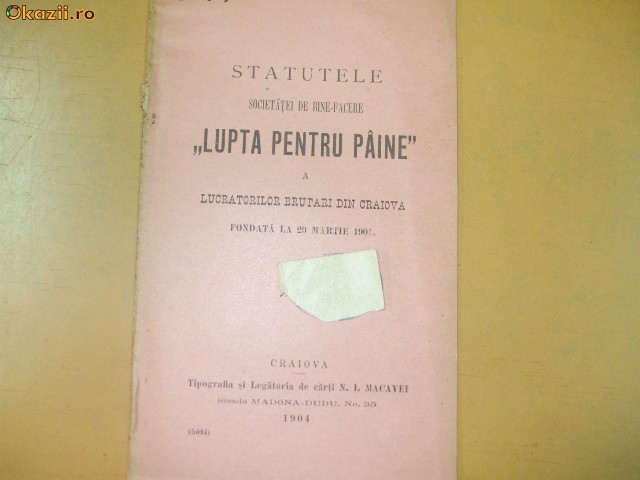 Okazii.ro
STATUTELE
SOCIETĂȚEI DE BINE-FACERE
„LUPTA PENTRU PÂINE”
A
LUCRATORILOR BRUTARI DIN CRAIOVA
FONDATĂ LA 29 MARTIE 1904.
CRAIOVA
Tipografia și Legătoria de cărți N. I. MACAVEI
Strada MADONA-DUDU, No. 35
1904
(5094)